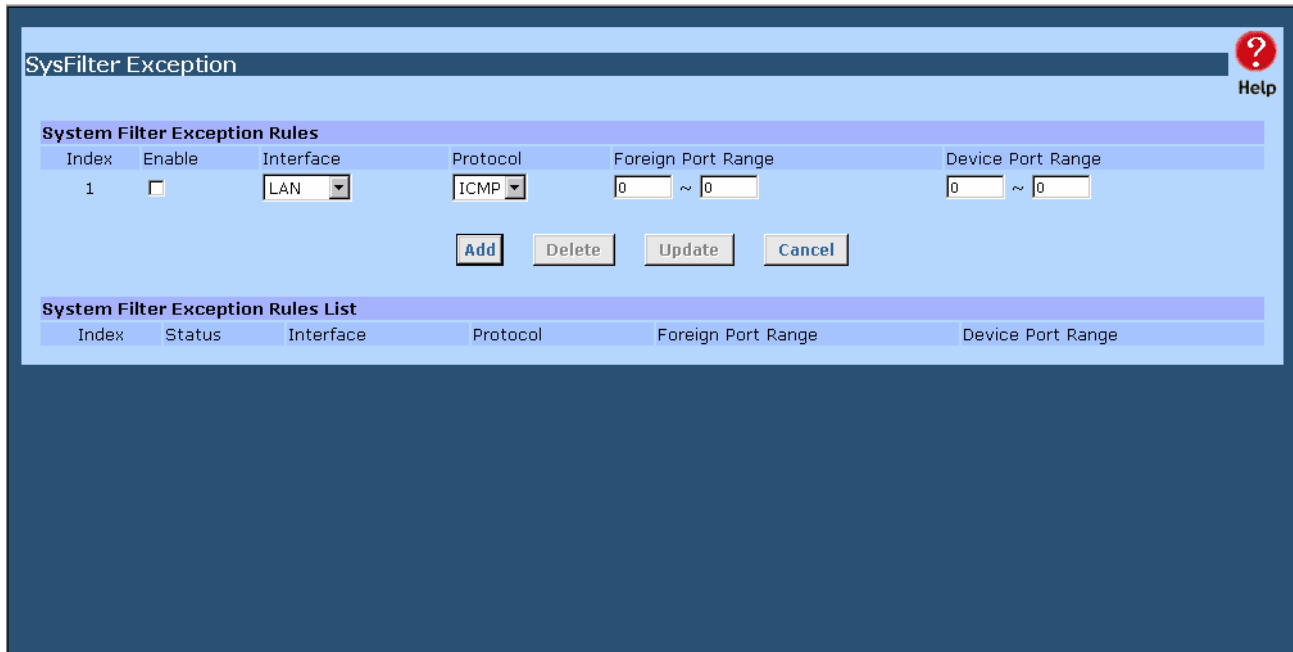 SysFilter Exception
?
Help
System Filter Exception Rules
Index Enable Interface Protocol Foreign Port Range Device Port Range
1 LAN ICMP 0 ~ 0 0 ~ 0
Add Delete Update Cancel
System Filter Exception Rules List
Index Status Interface Protocol Foreign Port Range Device Port Range